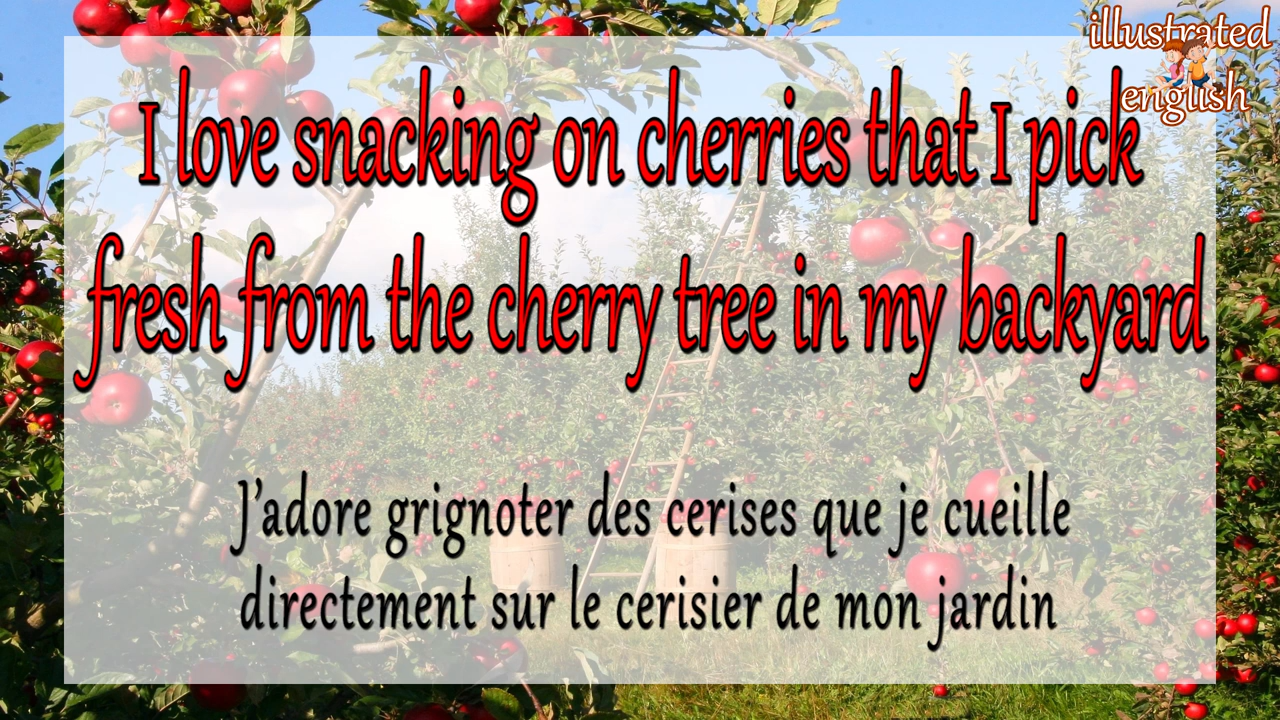 illustrated
english
I love snacking on cherries that I pick
fresh from the cherry tree in my backyard
J'adore grignoter des cerises que je cueille
directement sur le cerisier de mon jardin